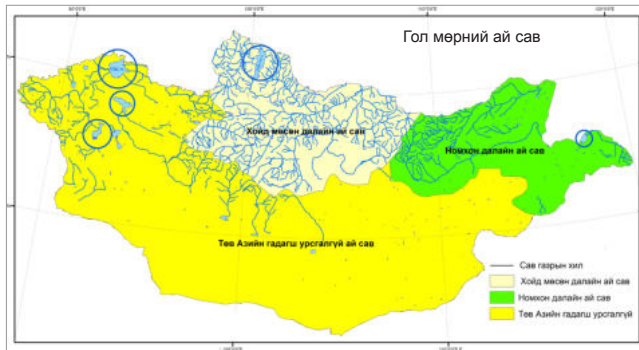 Гол мөрний ай сав
Хойд мөсөн далайн ай сав
Номхон далайн ай сав
Төв Азийн гадагш урсгалгүй ай сав
Сав газрын хил
Хойд мөсөн далайн ай сав
Номхон далайн ай сав
Төв Азийн гадагш урсгалгүй